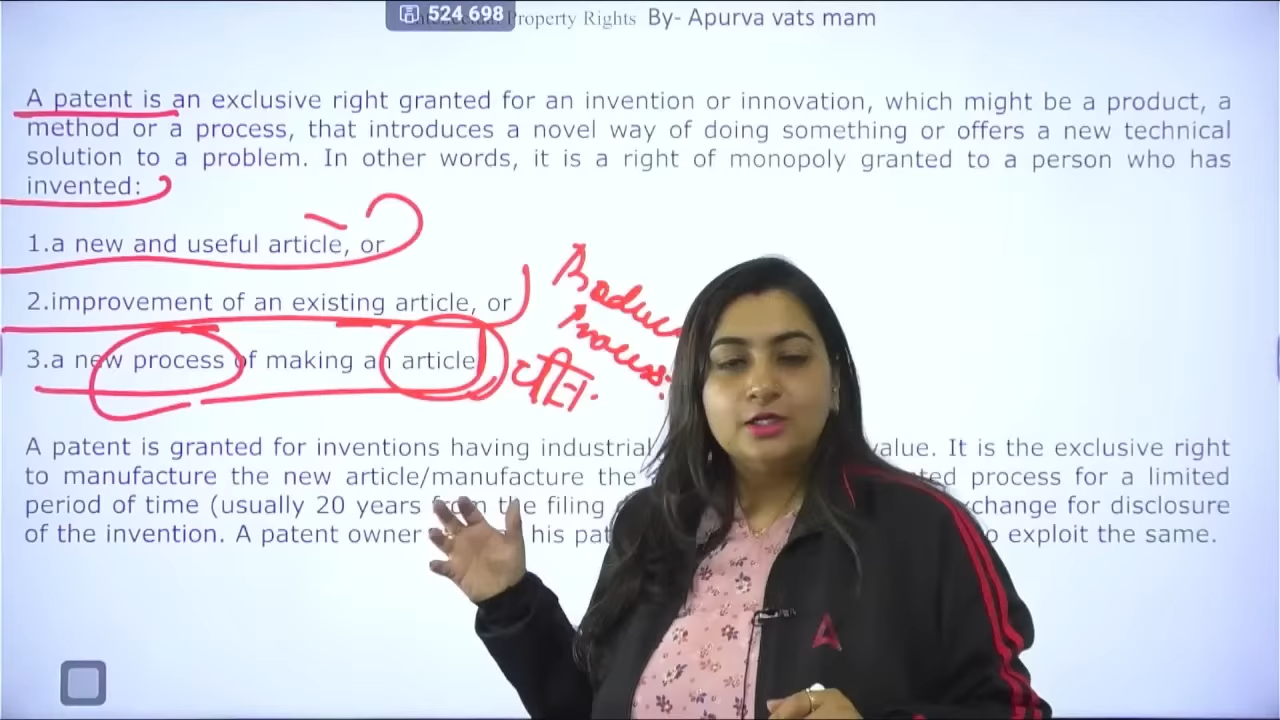 524 698
Property Rights By- Apurva vats mam
A patent is an exclusive right granted for an invention or innovation, which might be a product, a
method or a process, that introduces a novel way of doing something or offers a new technical
solution to a problem. In other words, it is a right of monopoly granted to a person who has
invented:
1.a new and useful article, or
2.improvement of an existing article, or
3.a new process of making an article
Process
A patent is granted for inventions having industrial value. It is the exclusive right
to manufacture the new article/manufacture the process for a limited
period of time (usually 20 years from the filing for disclosure
of the invention. A patent owner his exploit the same.